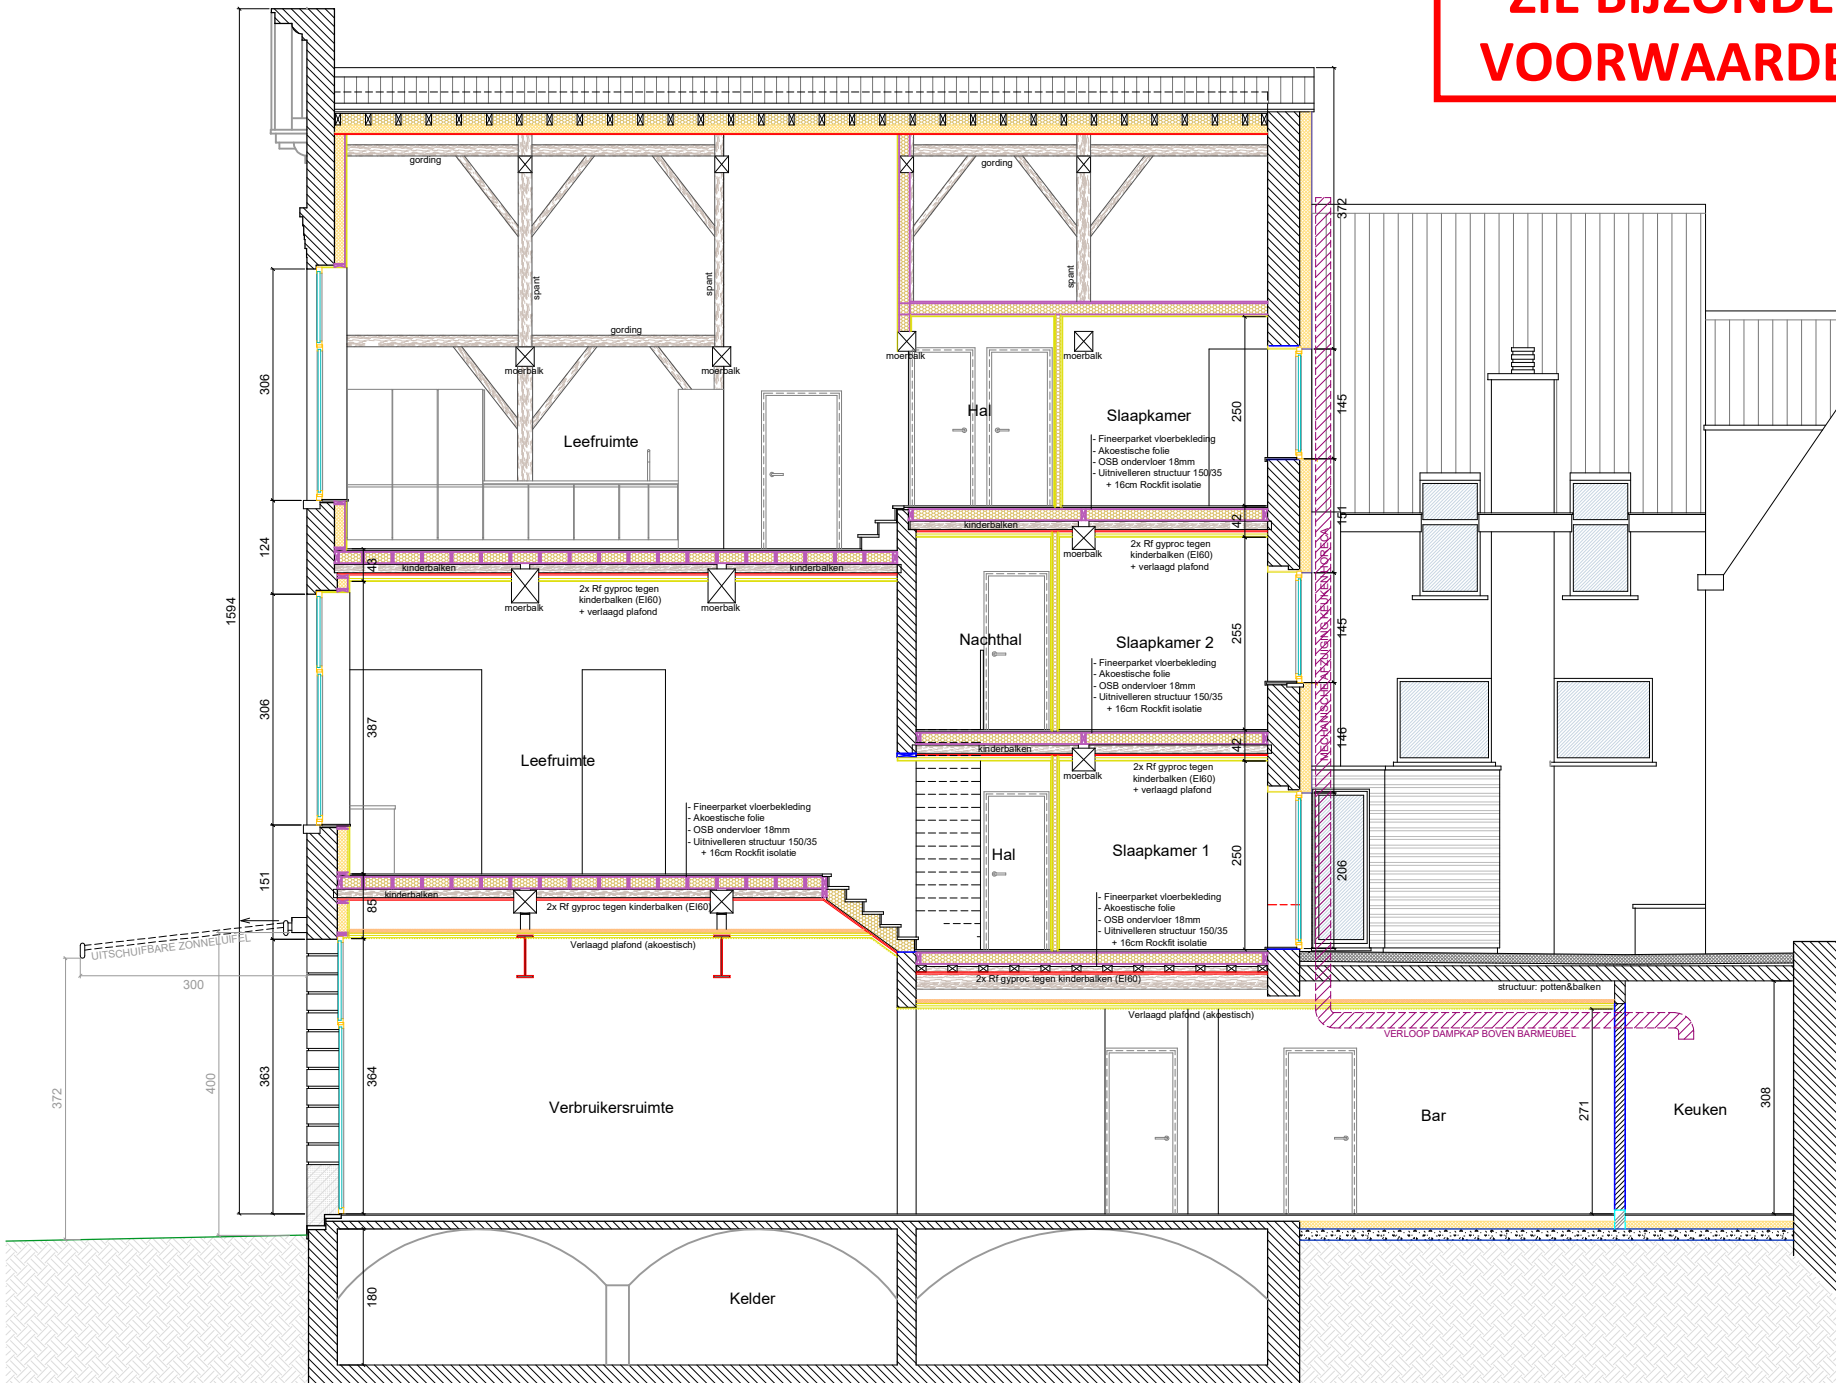 ZIE BIJZONDE
VOORWAARDE
gording
gording
372
spant
spant
spant
gording
moerbalk
moerbalk
moerbalk
moerbalk
306
Leefruimte
Hal
Slaapkamer
- Fineerparket vloerbekleding
- Akoestische folie
- OSB ondervloer 18mm
- Uitnivelleren structuur 150/35
+ 16cm Rockfit isolatie
250
145
151
124
43
kinderbalken
kinderbalken
kinderbalken
42
moerbalk
moerbalk
moerbalk
2x Rf gyproc tegen
kinderbalken (EI60)
+ verlaagd plafond
2x Rf gyproc tegen
kinderbalken (EI60)
+ verlaagd plafond
1594
MECHANISCHE AFZUIGING KEUKEN HORECA
Nachthal
Slaapkamer 2
- Fineerparket vloerbekleding
- Akoestische folie
- OSB ondervloer 18mm
- Uitnivelleren structuur 150/35
+ 16cm Rockfit isolatie
255
145
306
387
Leefruimte
kinderbalken
42
146
moerbalk
2x Rf gyproc tegen
kinderbalken (EI60)
+ verlaagd plafond
- Fineerparket vloerbekleding
- Akoestische folie
- OSB ondervloer 18mm
- Uitnivelleren structuur 150/35
+ 16cm Rockfit isolatie
Hal
Slaapkamer 1
250
206
151
85
kinderbalken
2x Rf gyproc tegen kinderbalken (EI60)
- Fineerparket vloerbekleding
- Akoestische folie
- OSB ondervloer 18mm
- Uitnivelleren structuur 150/35
+ 16cm Rockfit isolatie
UITSCHUIFBARE ZONNELUIFEL
Verlaagd plafond (akoestisch)
300
2x Rf gyproc tegen kinderbalken (EI60)
structuur: potten&balken
Verlaagd plafond (akoestisch)
VERLOOP DAMPKAP BOVEN BARMEUBEL
372
400
363
364
Verbruikersruimte
Bar
271
Keuken
308
180
Kelder